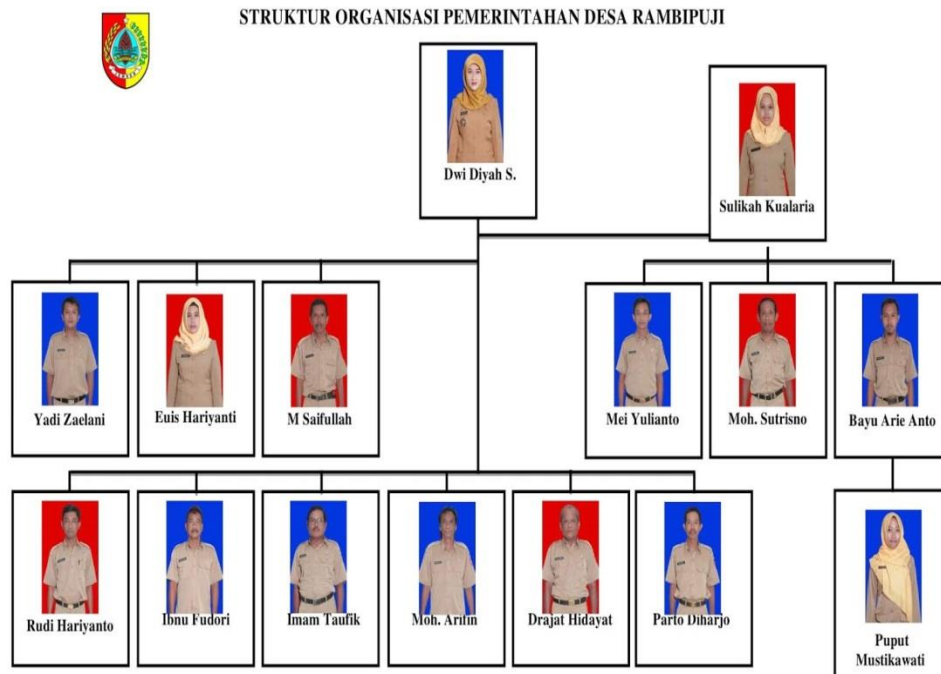 STRUKTUR ORGANISASI PEMERINTAHAN DESA RAMBIPUJI
Dwi Diyah S.
Sulikah Kualaria
Yadi Zaelani
Euis Hariyanti
M Saifullah
Mei Yulianto
Moh. Sutrisno
Bayu Arie Anto
Rudi Hariyanto
Ibnu Fudori
Imam Taufik
Moh. Arifin
Drajat Hidayat
Parto Diharjo
Puput
Mustikawati